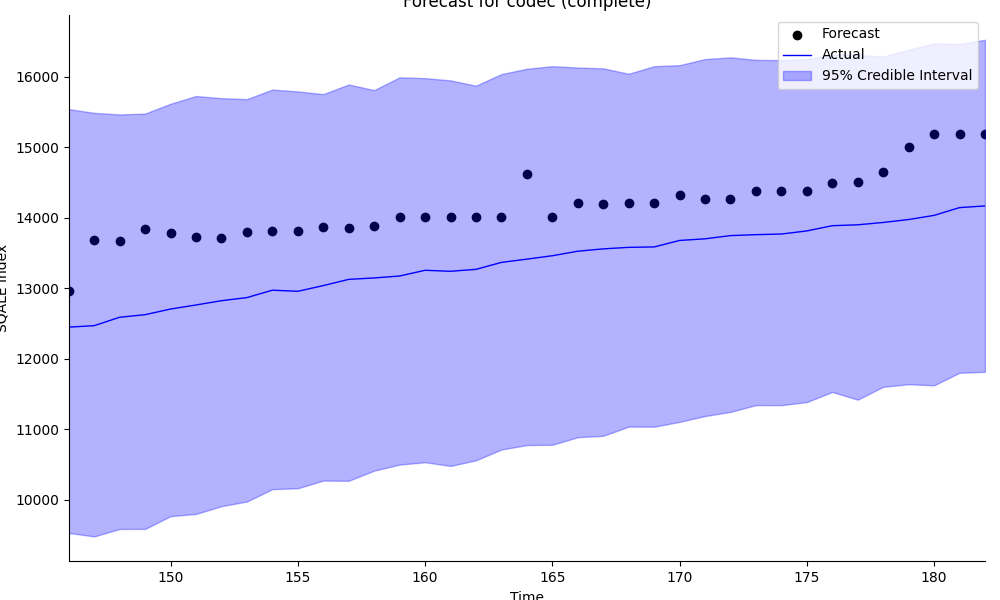 Forecast for codec (complete)
Forecast
Actual
95% Credible Interval
SQALE Index
16000
15000
14000
13000
12000
11000
10000
150
155
160
165
170
175
180
Time